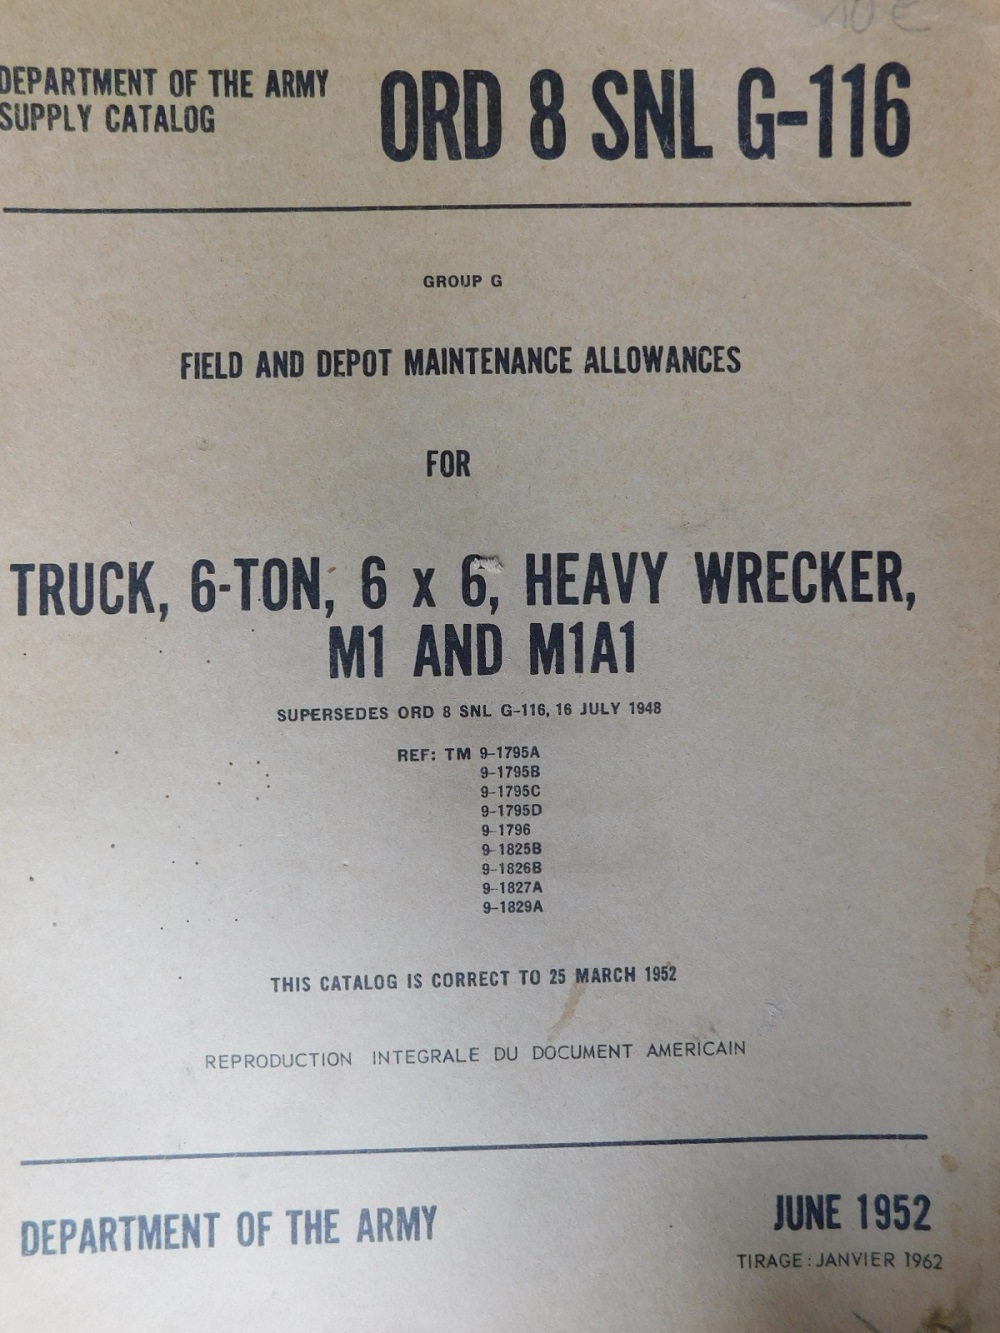 10 €
DEPARTMENT OF THE ARMY
SUPPLY CATALOG
ORD 8 SNL G-116
GROUP G
FIELD AND DEPOT MAINTENANCE ALLOWANCES
FOR
TRUCK, 6-TON, 6 x 6, HEAVY WRECKER,
M1 AND M1A1
SUPERSEDES ORD 8 SNL G-116, 16 JULY 1948
REF: TM 9-1795A
9-1795B
9-1795C
9-1795D
9-1796
9-1825B
9-1826B
9-1827A
9-1829A
THIS CATALOG IS CORRECT TO 25 MARCH 1952
REPRODUCTION INTEGRALE DU DOCUMENT AMERICAIN
DEPARTMENT OF THE ARMY
JUNE 1952
TIRAGE : JANVIER 1962